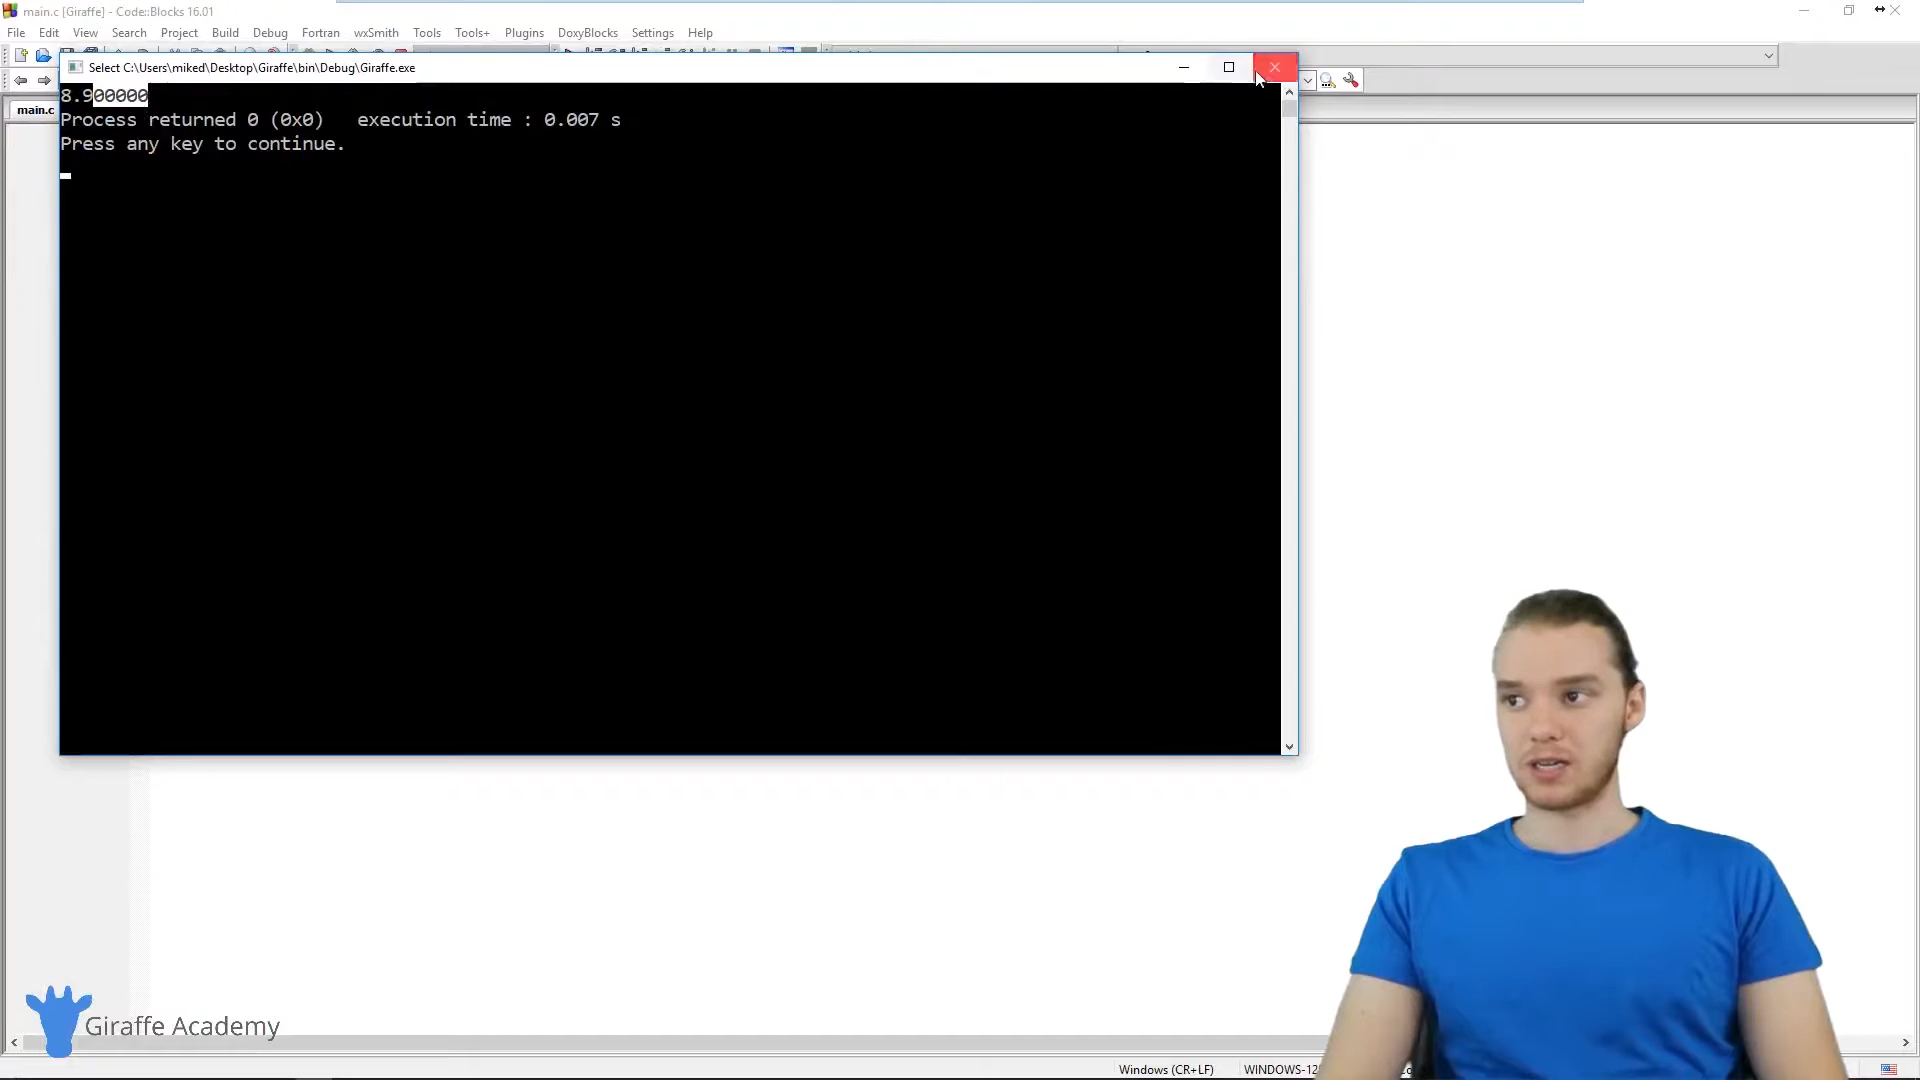 main.c [Giraffe] - Code::Blocks 16.01
File Edit View Search Project Build Debug Fortran wxSmith Tools Tools+ Plugins DoxyBlocks Settings Help
Select C:\Users\miked\Desktop\Giraffe\bin\Debug\Giraffe.exe
main.c
8.900000
Process returned 0 (0x0)   execution time : 0.007 s
Press any key to continue.
Giraffe Academy
Windows (CR+LF) WINDOWS-12